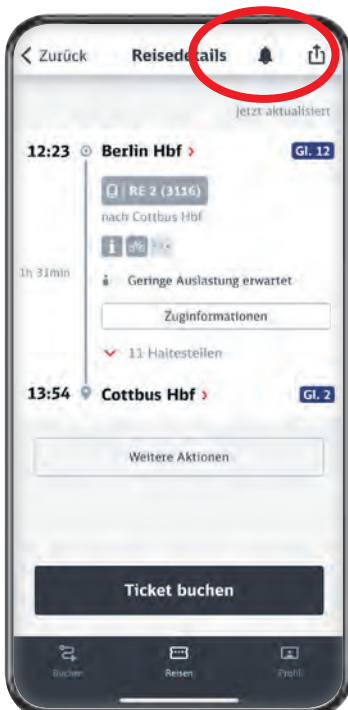 Zurück Reisedetails
jetzt aktualisiert
12:23 Berlin Hbf Gl. 12
RE 2 (3116)
nach Cottbus Hbf
1h 31min
Geringe Auslastung erwartet
Zuginformationen
11 Haltestellen
13:54 Cottbus Hbf Gl. 2
Weitere Aktionen
Ticket buchen
Buchen Reisen Profil